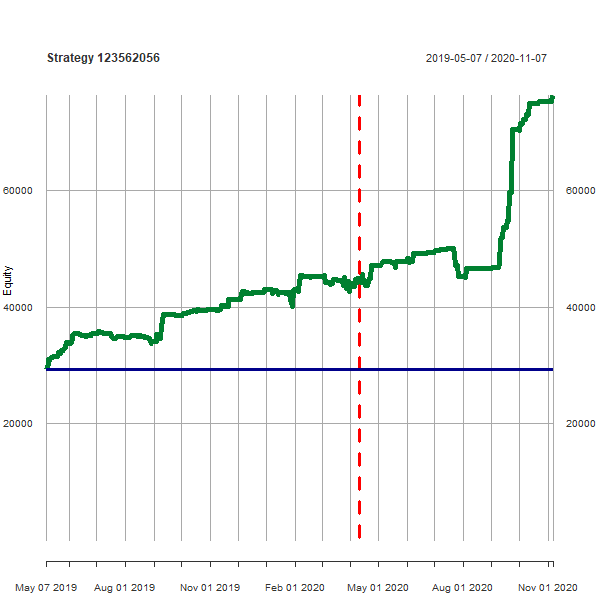 Strategy 123562056
2019-05-07 / 2020-11-07
60000
60000
Equity
40000
40000
20000
20000
May 07 2019
Aug 01 2019
Nov 01 2019
Feb 01 2020
May 01 2020
Aug 01 2020
Nov 01 2020